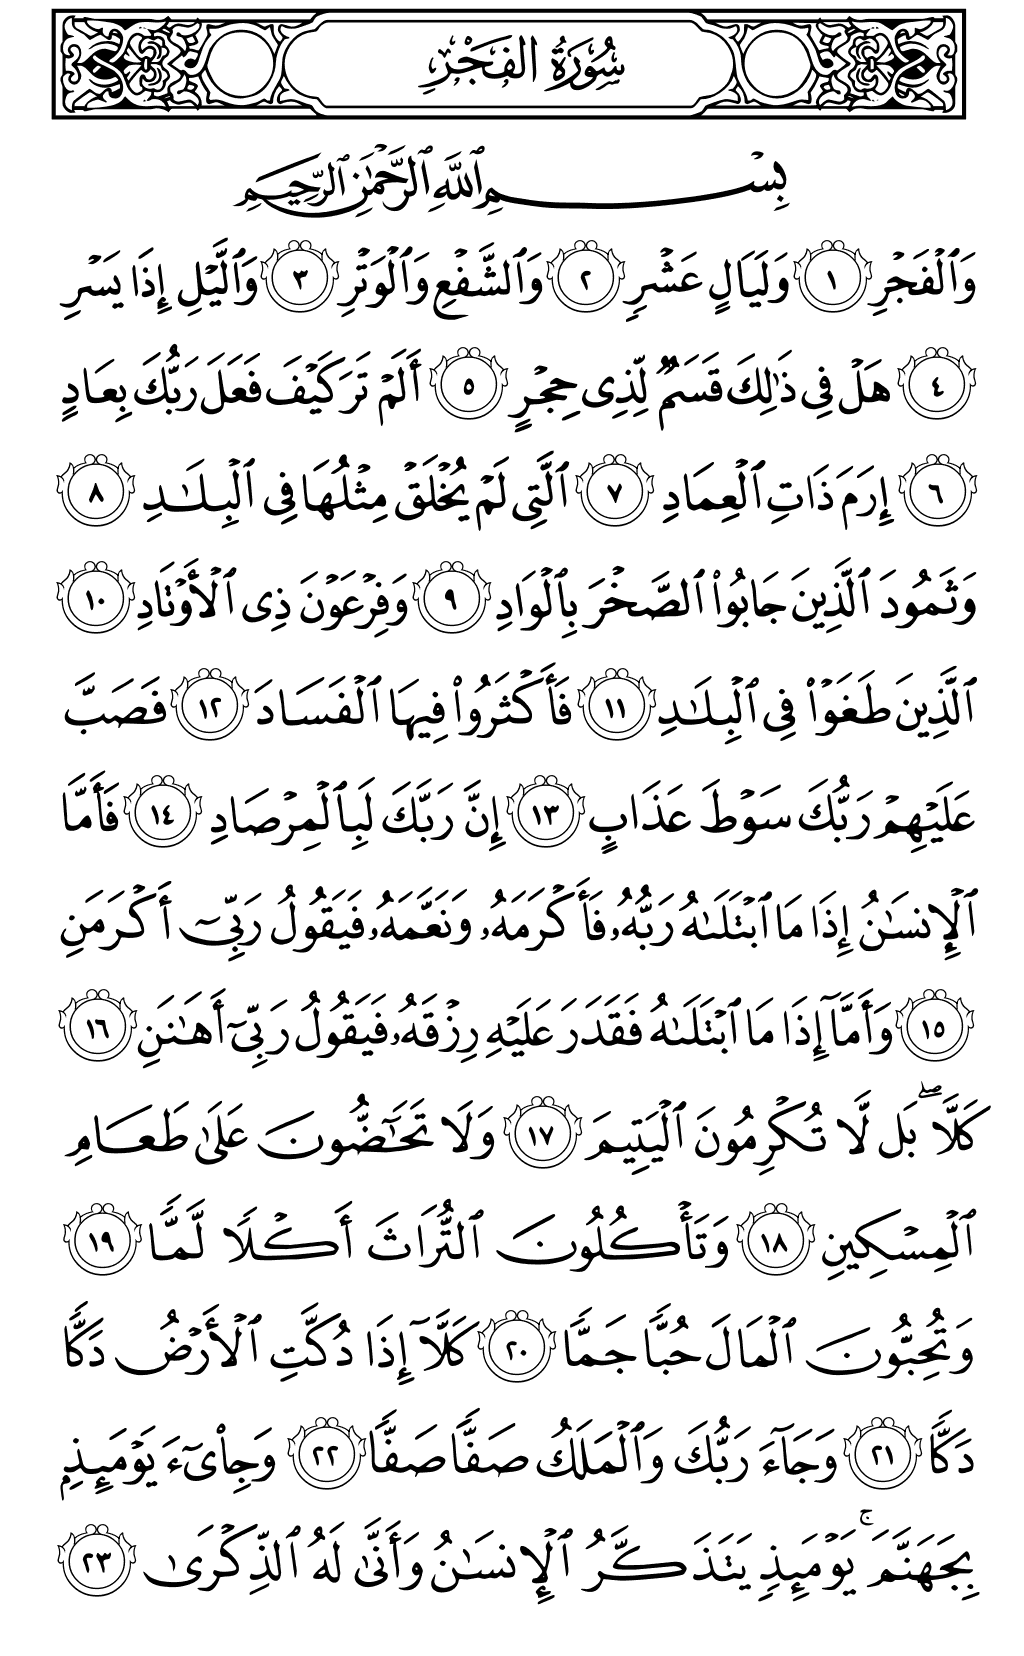 سُورَةُ الفَجْرِ
بِسْمِ ٱللَّهِ ٱلرَّحْمَٰنِ ٱلرَّحِيمِ
وَٱلْفَجْرِ ١ وَلَيَالٍ عَشْرٍ ٢ وَٱلشَّفْعِ وَٱلْوَتْرِ ٣ وَٱلَّيْلِ إِذَا يَسْرِ
٤ هَلْ فِى ذَٰلِكَ قَسَمٌ لِّذِى حِجْرٍ ٥ أَلَمْ تَرَ كَيْفَ فَعَلَ رَبُّكَ بِعَادٍ
٦ إِرَمَ ذَاتِ ٱلْعِمَادِ ٧ ٱلَّتِى لَمْ يُخْلَقْ مِثْلُهَا فِى ٱلْبِلَٰدِ ٨
وَثَمُودَ ٱلَّذِينَ جَابُوا۟ ٱلصَّخْرَ بِٱلْوَادِ ٩ وَفِرْعَوْنَ ذِى ٱلْأَوْتَادِ ١٠
ٱلَّذِينَ طَغَوْا۟ فِى ٱلْبِلَٰدِ ١١ فَأَكْثَرُوا۟ فِيهَا ٱلْفَسَادَ ١٢ فَصَبَّ
عَلَيْهِمْ رَبُّكَ سَوْطَ عَذَابٍ ١٣ إِنَّ رَبَّكَ لَبِٱلْمِرْصَادِ ١٤ فَأَمَّا
ٱلْإِنسَٰنُ إِذَا مَا ٱبْتَلَىٰهُ رَبُّهُۥ فَأَكْرَمَهُۥ وَنَعَّمَهُۥ فَيَقُولُ رَبِّىٓ أَكْرَمَنِ
١٥ وَأَمَّآ إِذَا مَا ٱبْتَلَىٰهُ فَقَدَرَ عَلَيْهِ رِزْقَهُۥ فَيَقُولُ رَبِّىٓ أَهَٰنَنِ ١٦
كَلَّا ۖ بَل لَّا تُكْرِمُونَ ٱلْيَتِيمَ ١٧ وَلَا تَحَٰٓضُّونَ عَلَىٰ طَعَامِ
ٱلْمِسْكِينِ ١٨ وَتَأْكُلُونَ ٱلتُّرَاثَ أَكْلًا لَّمًّا ١٩
وَتُحِبُّونَ ٱلْمَالَ حُبًّا جَمًّا ٢٠ كَلَّآ إِذَا دُكَّتِ ٱلْأَرْضُ دَكًّا
دَكًّا ٢١ وَجَآءَ رَبُّكَ وَٱلْمَلَكُ صَفًّا صَفًّا ٢٢ وَجِا۟ىٓءَ يَوْمَئِذٍۭ
بِجَهَنَّمَ ۚ يَوْمَئِذٍ يَتَذَكَّرُ ٱلْإِنسَٰنُ وَأَنَّىٰ لَهُ ٱلذِّكْرَىٰ ٢٣